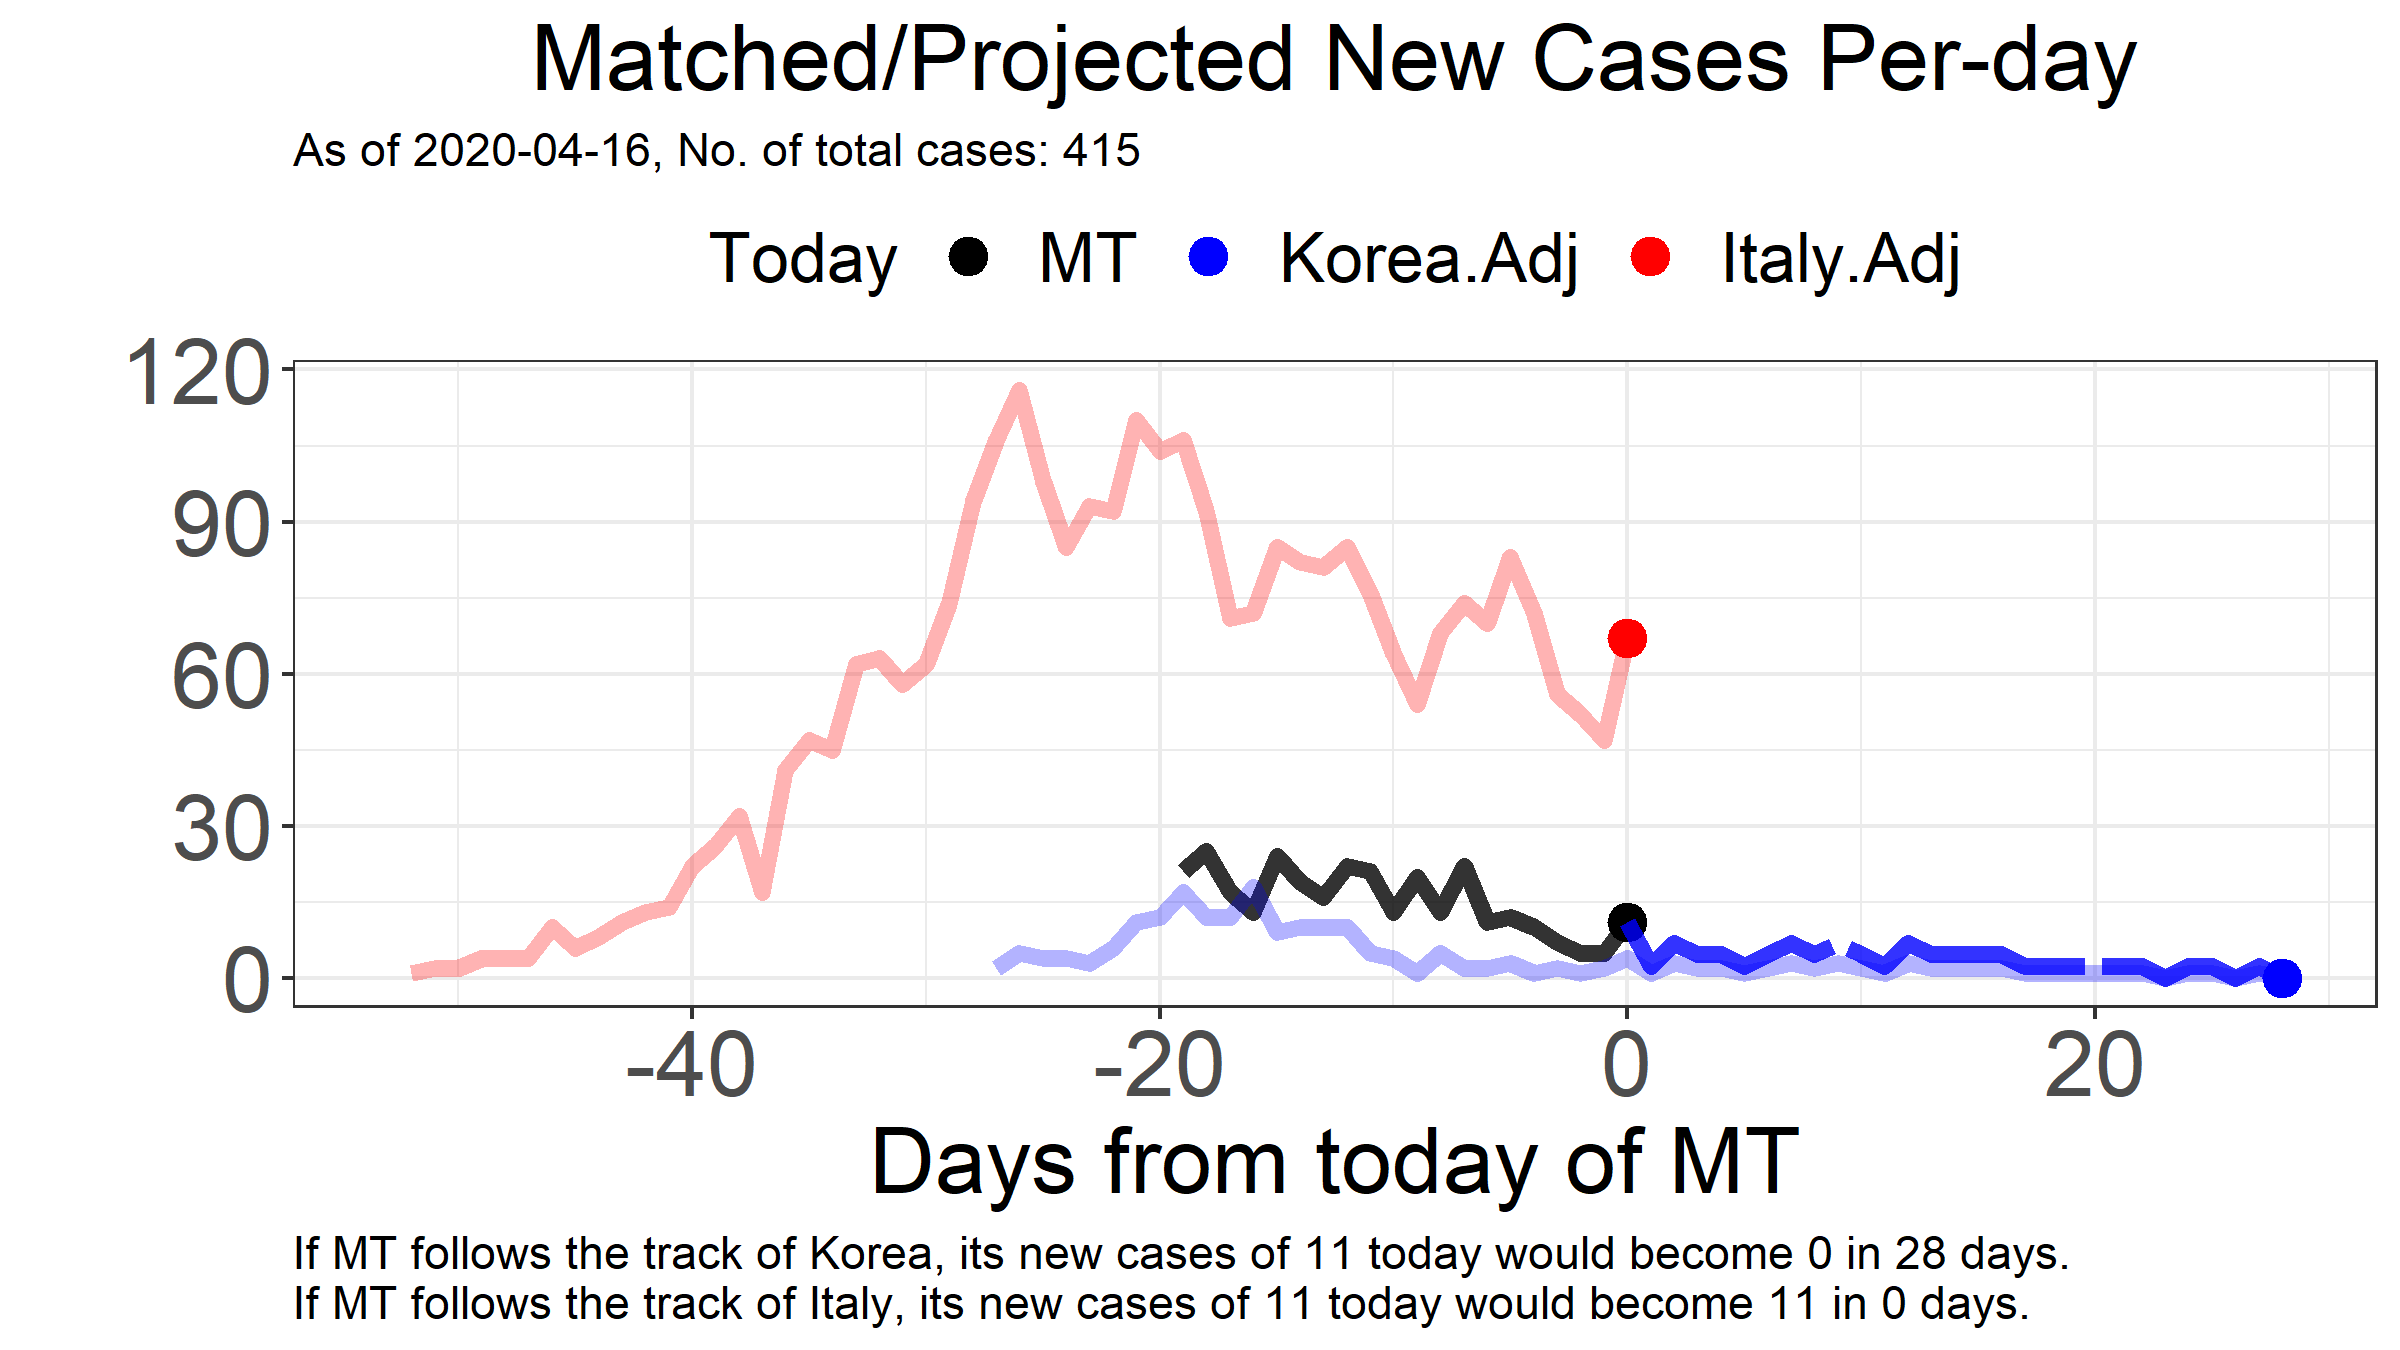 Matched/Projected New Cases Per-day
As of 2020-04-16, No. of total cases: 415
Today MT Korea.Adj Italy.Adj
120
90
60
30
0
-40 -20 0 20
Days from today of MT
If MT follows the track of Korea, its new cases of 11 today would become 0 in 28 days.
If MT follows the track of Italy, its new cases of 11 today would become 11 in 0 days.